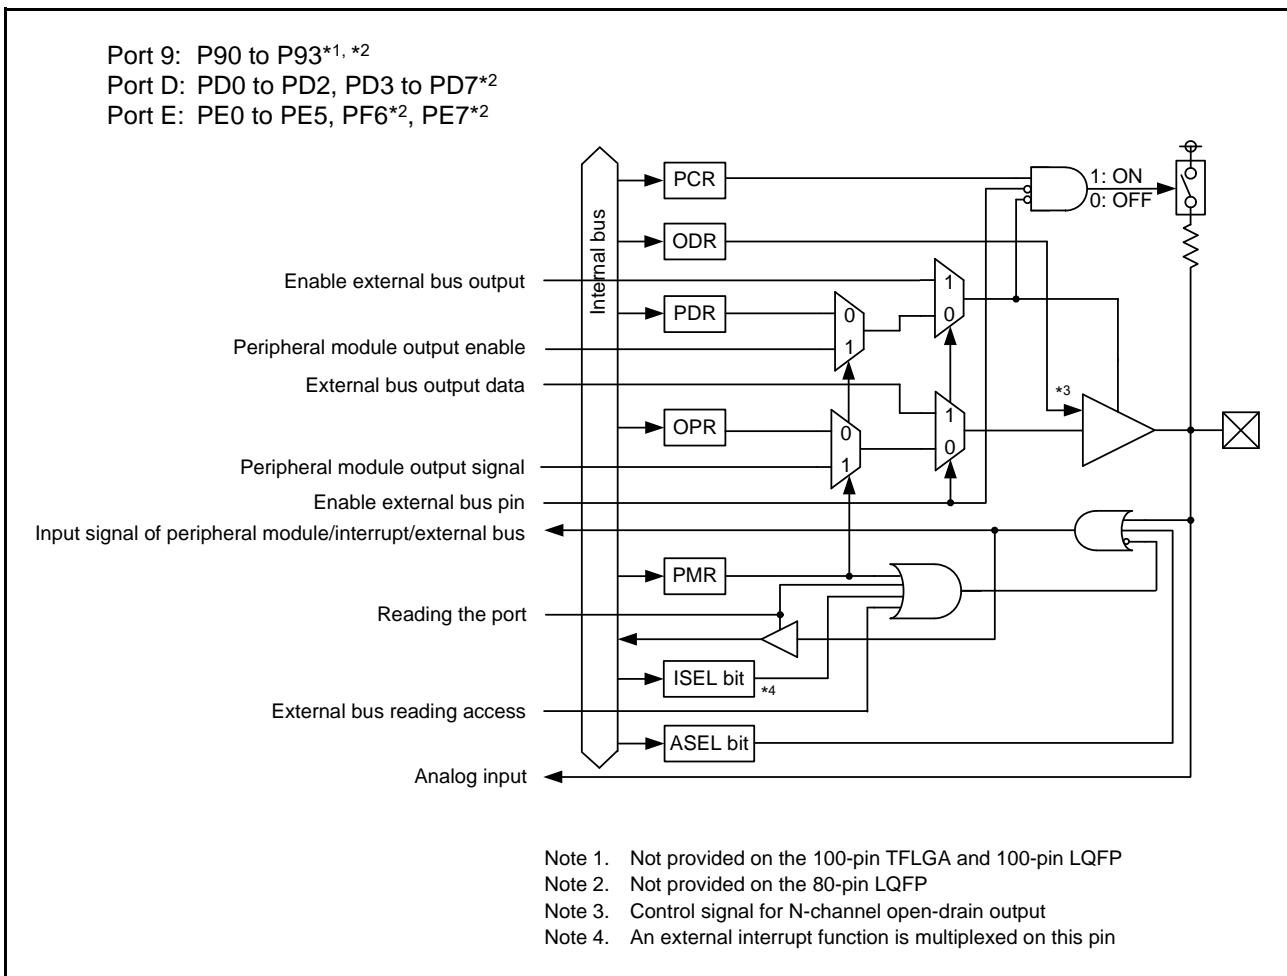 Port 9: P90 to P93*1, *2
Port D: PD0 to PD2, PD3 to PD7*2
Port E: PE0 to PE5, PF6*2, PE7*2
Internal bus
PCR
1: ON
0: OFF
ODR
Enable external bus output
1
PDR
0
0
Peripheral module output enable
1
External bus output data
*3
1
OPR
0
0
Peripheral module output signal
1
Enable external bus pin
Input signal of peripheral module/interrupt/external bus
PMR
Reading the port
ISEL bit
*4
External bus reading access
ASEL bit
Analog input
Note 1. Not provided on the 100-pin TFLGA and 100-pin LQFP
Note 2. Not provided on the 80-pin LQFP
Note 3. Control signal for N-channel open-drain output
Note 4. An external interrupt function is multiplexed on this pin